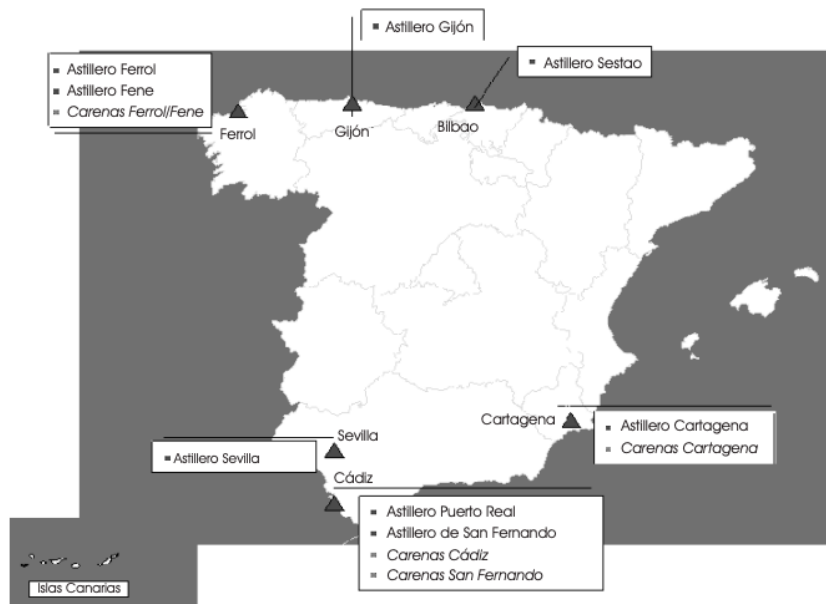 Astillero Gijón
Astillero Sestao
Astillero Ferrol
Astillero Fene
Carenas Ferrol/Fene
Ferrol
Gijón
Bilbao
Cartagena
Astillero Cartagena
Carenas Cartagena
Sevilla
Astillero Sevilla
Cádiz
Astillero Puerto Real
Astillero de San Fernando
Carenas Cádiz
Carenas San Fernando
Islas Canarias